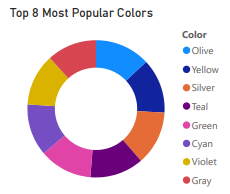 Top 8 Most Popular Colors
Color
Olive
Yellow
Silver
Teal
Green
Cyan
Violet
Gray